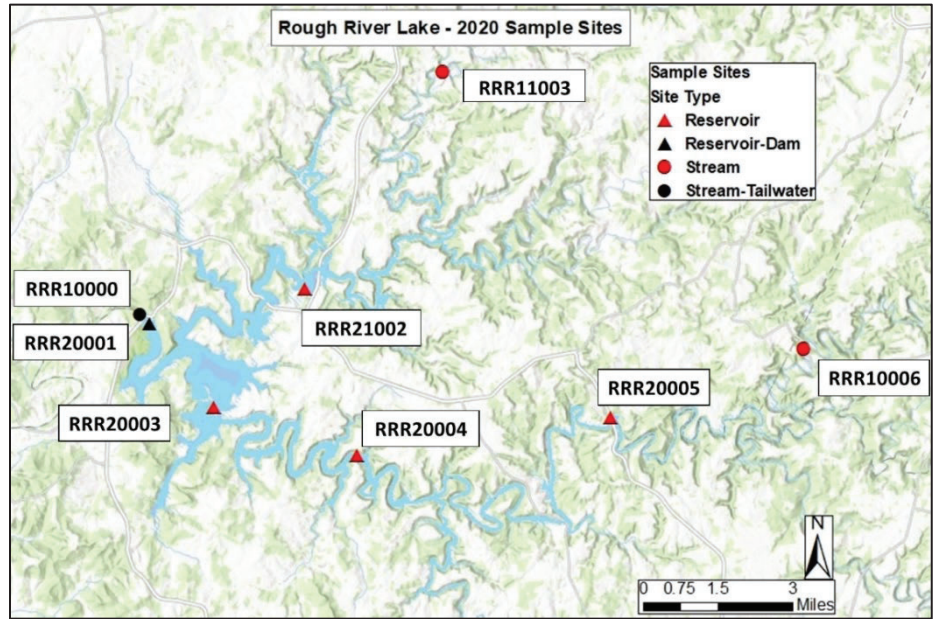 Rough River Lake - 2020 Sample Sites
RRR11003
Sample Sites
Site Type
Reservoir
Reservoir-Dam
Stream
Stream-Tailwater
RRR10000
RRR20001
RRR21002
RRR20003
RRR20004
RRR20005
RRR10006
N
0 0.75 1.5 3
Miles